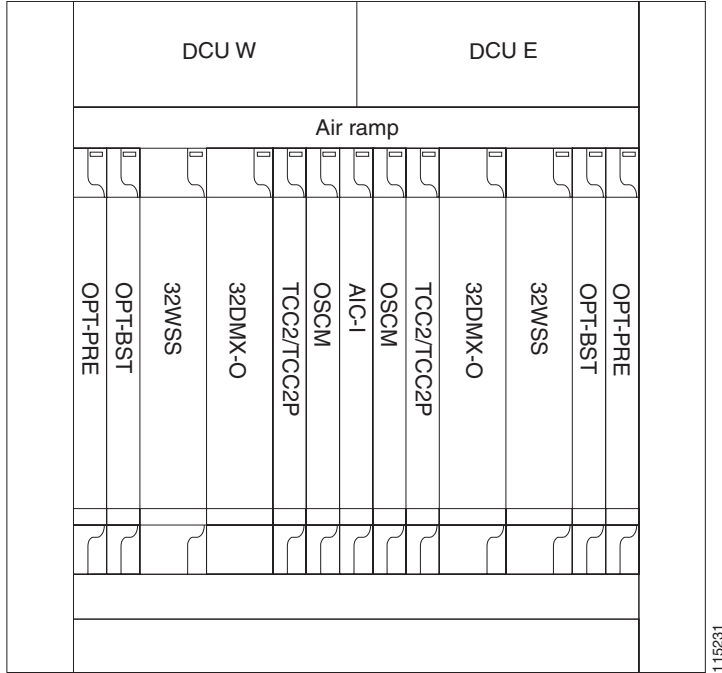 DCU W
DCU E
Air ramp
OPT-PRE
OPT-BST
32WSS
32DMX-O
TCC2/TCC2P
OSCM
AIC-I
OSCM
TCC2/TCC2P
32DMX-O
32WSS
OPT-BST
OPT-PRE
115231